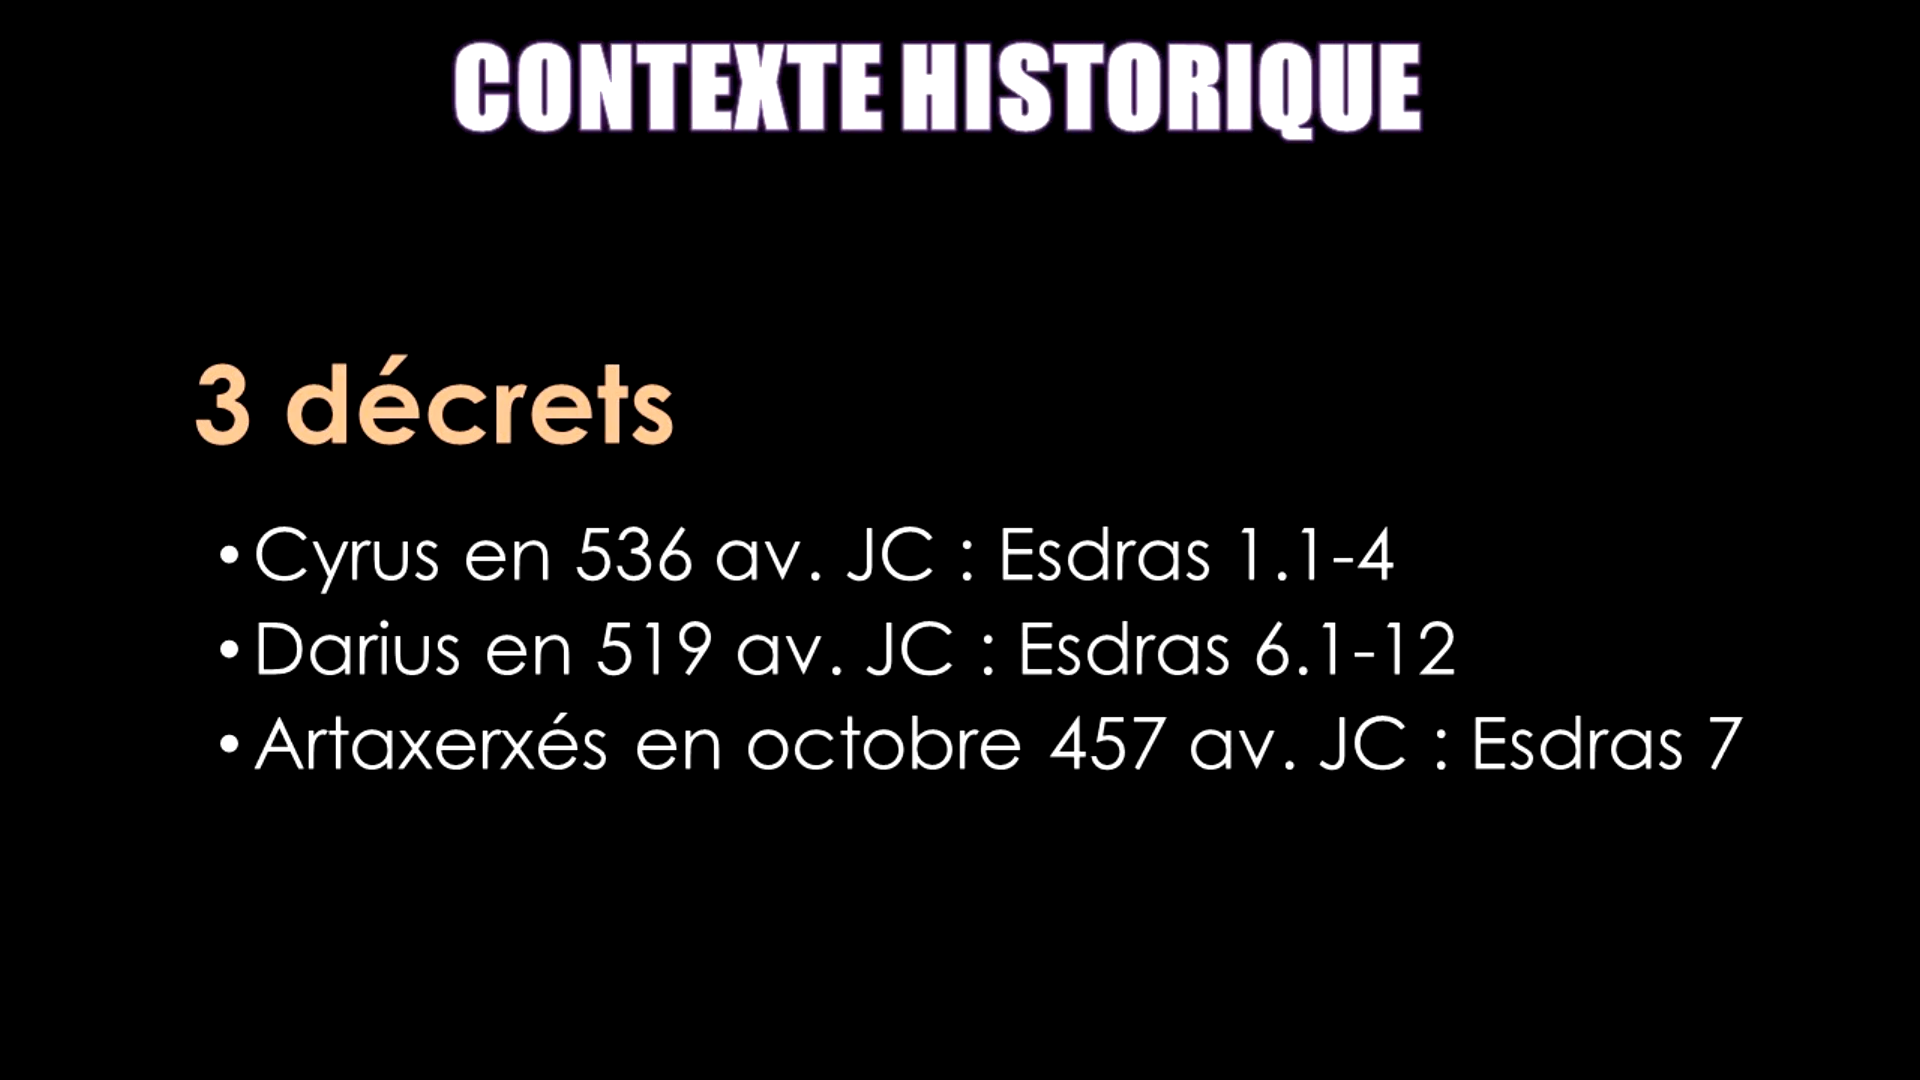 CONTEXTE HISTORIQUE
3 décrets
• Cyrus en 536 av. JC : Esdras 1.1-4
• Darius en 519 av. JC : Esdras 6.1-12
• Artaxerxés en octobre 457 av. JC : Esdras 7